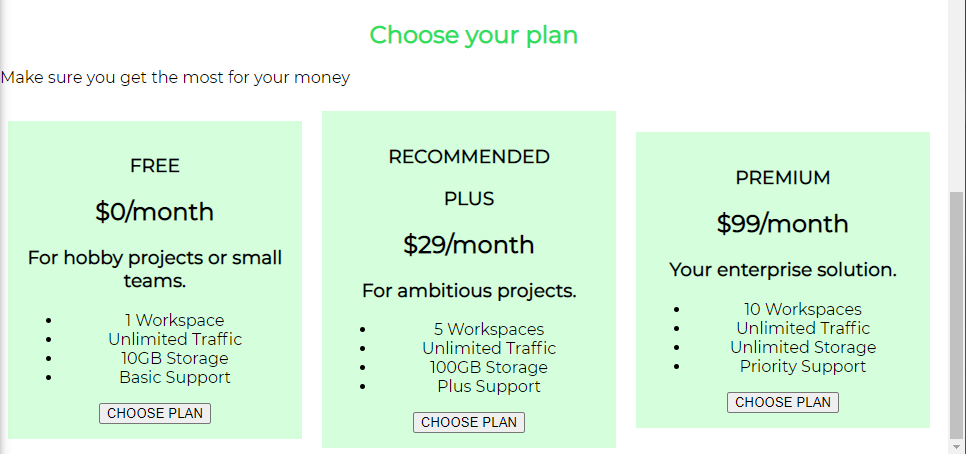 Choose your plan
Make sure you get the most for your money
FREE
$0/month
For hobby projects or small
teams.
1 Workspace
Unlimited Traffic
10GB Storage
Basic Support
CHOOSE PLAN
RECOMMENDED
PLUS
$29/month
For ambitious projects.
5 Workspaces
Unlimited Traffic
100GB Storage
Plus Support
CHOOSE PLAN
PREMIUM
$99/month
Your enterprise solution.
10 Workspaces
Unlimited Traffic
Unlimited Storage
Priority Support
CHOOSE PLAN